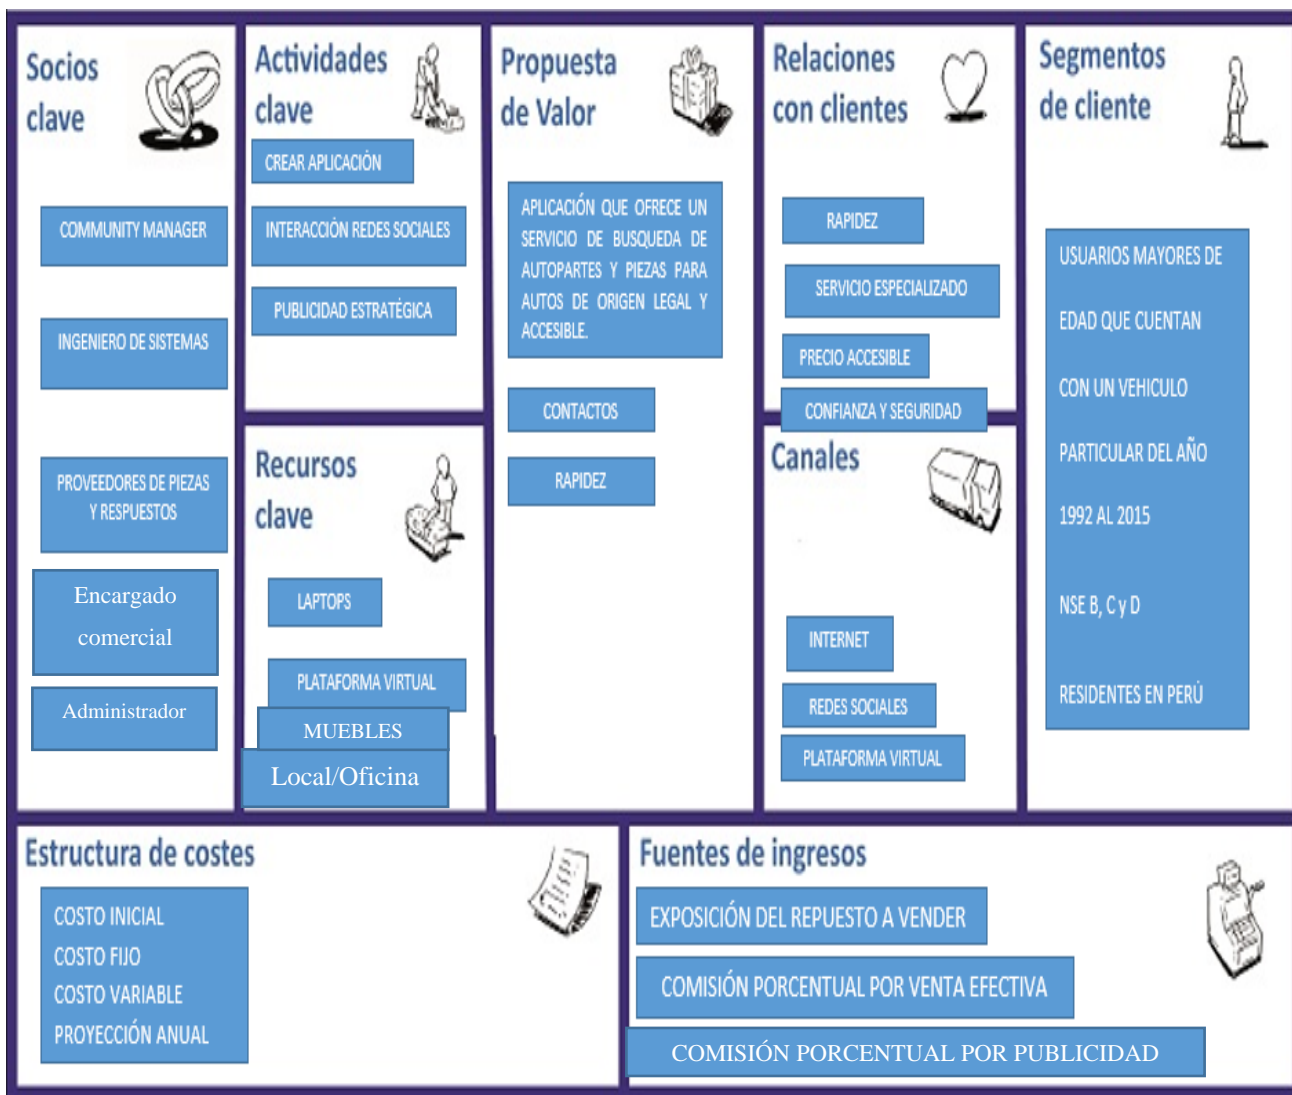 Socios
clave
COMMUNITY MANAGER
INGENIERO DE SISTEMAS
PROVEEDORES DE PIEZAS
Y RESPUESTOS
Encargado
comercial
Administrador
Actividades
clave
CREAR APLICACIÓN
INTERACCIÓN REDES SOCIALES
PUBLICIDAD ESTRATÉGICA
Recursos
clave
LAPTOPS
PLATAFORMA VIRTUAL
MUEBLES
Local/Oficina
Propuesta
de Valor
APLICACIÓN QUE OFRECE UN
SERVICIO DE BUSQUEDA DE
AUTOPARTES Y PIEZAS PARA
AUTOS DE ORIGEN LEGAL Y
ACCESIBLE.
CONTACTOS
RAPIDEZ
Relaciones
con clientes
RAPIDEZ
SERVICIO ESPECIALIZADO
PRECIO ACCESIBLE
CONFIANZA Y SEGURIDAD
Canales
INTERNET
REDES SOCIALES
PLATAFORMA VIRTUAL
Segmentos
de cliente
USUARIOS MAYORES DE
EDAD QUE CUENTAN
CON UN VEHICULO
PARTICULAR DEL AÑO
1992 AL 2015
NSE B, C y D
RESIDENTES EN PERÚ
Estructura de costes
COSTO INICIAL
COSTO FIJO
COSTO VARIABLE
PROYECCIÓN ANUAL
Fuentes de ingresos
EXPOSICIÓN DEL REPUESTO A VENDER
COMISIÓN PORCENTUAL POR VENTA EFECTIVA
COMISIÓN PORCENTUAL POR PUBLICIDAD